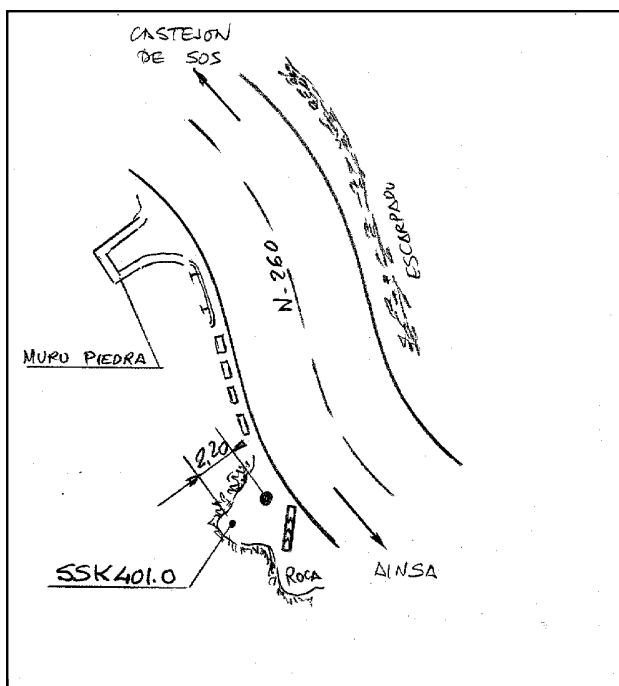 CASTEJON
DE SOS
ESCARPADO
N-260
MURO PIEDRA
2,20
SSK401.0
ROCA
AINSA